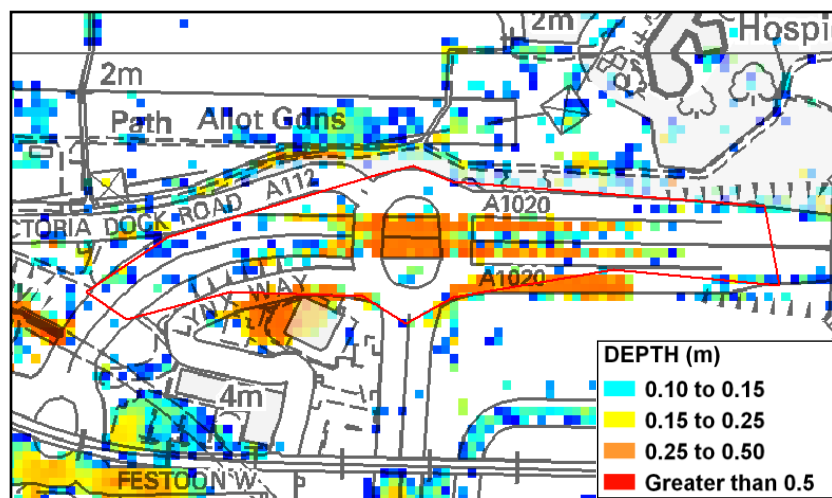 2m
Hospi
2m
Path Allot Gdns
CTORIA DOCK ROAD A112
A1020
A1020
LYNX WAY
4m
FESTOON W
DEPTH (m)
0.10 to 0.15
0.15 to 0.25
0.25 to 0.50
Greater than 0.5